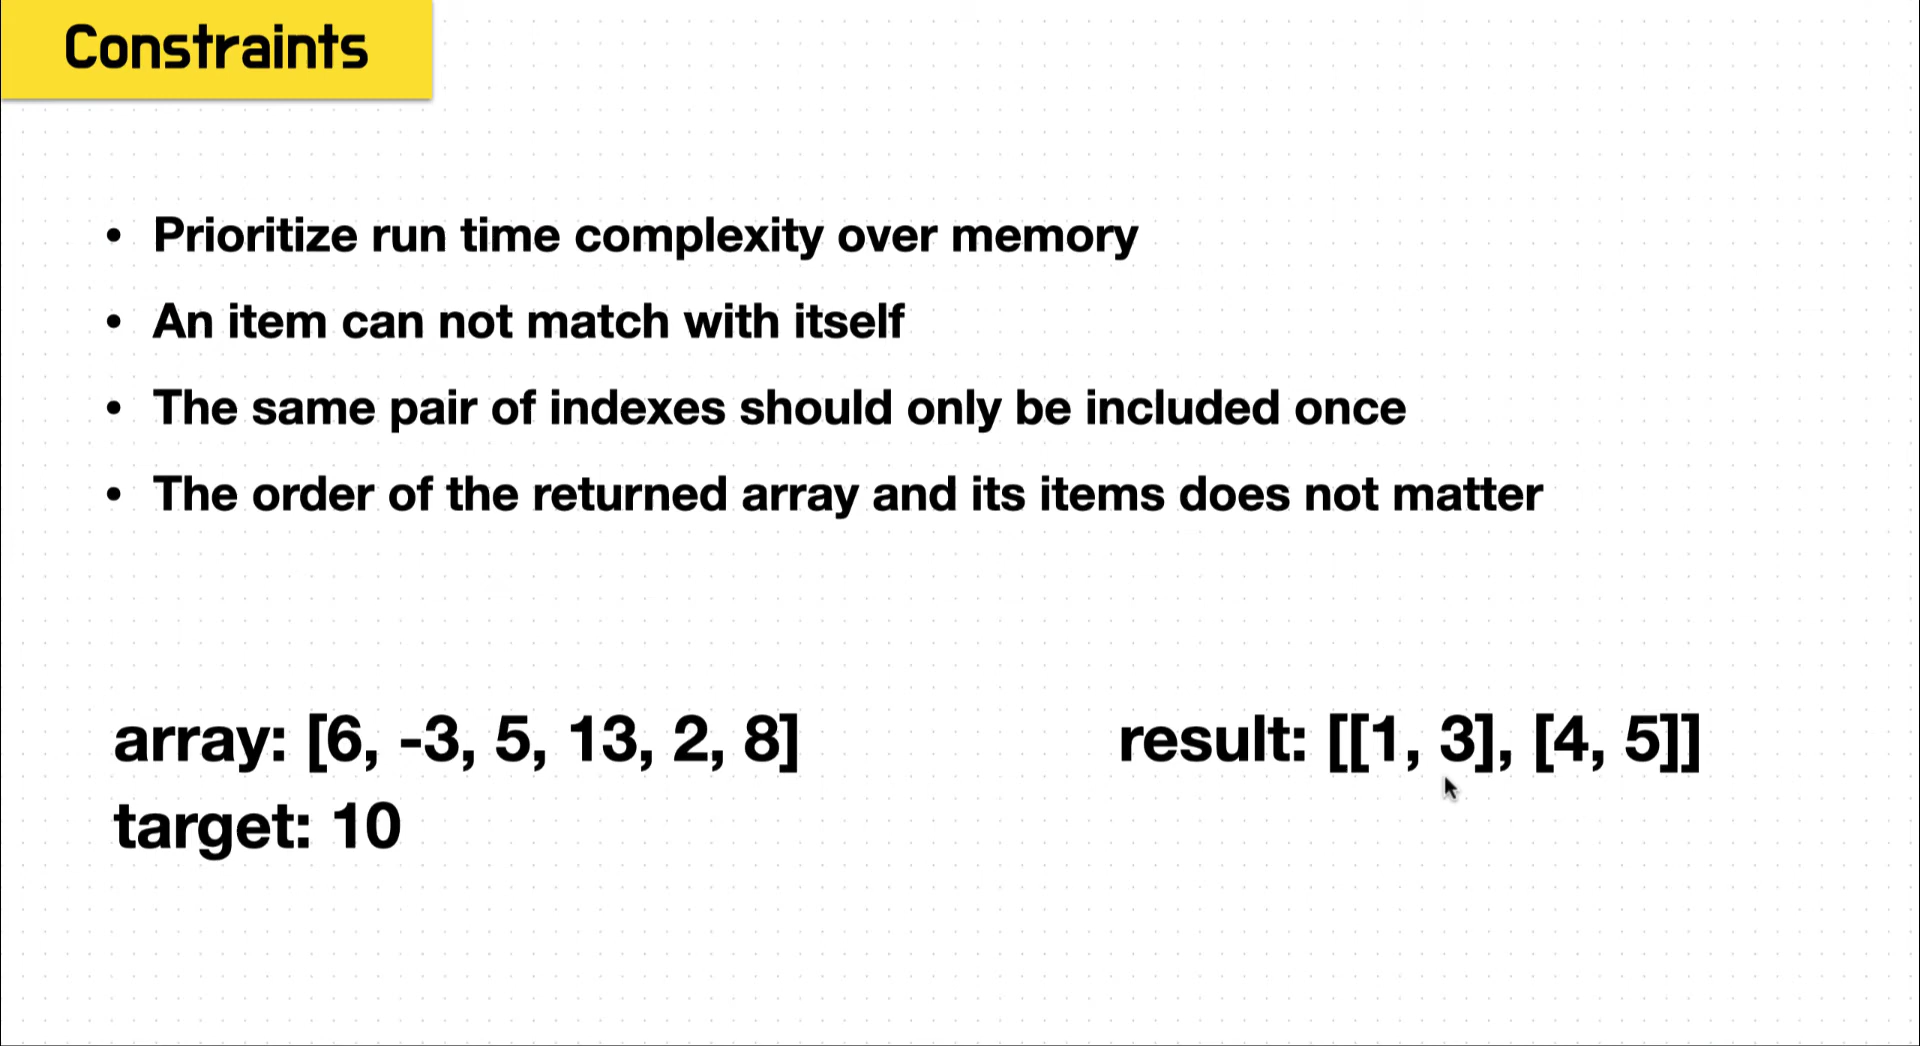 Constraints
• Prioritize run time complexity over memory
• An item can not match with itself
• The same pair of indexes should only be included once
• The order of the returned array and its items does not matter
array: [6, -3, 5, 13, 2, 8]
result: [[1, 3], [4, 5]]
target: 10